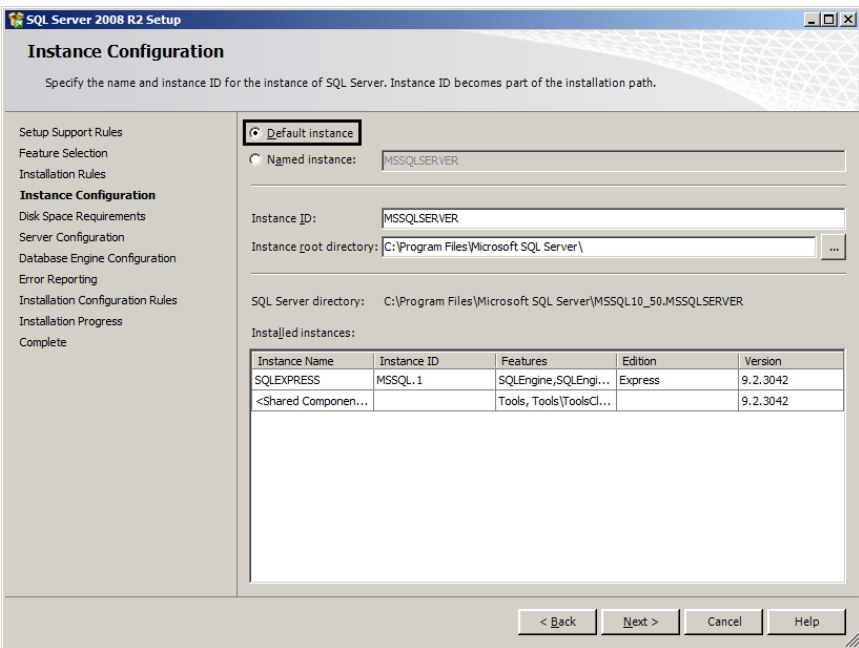 SQL Server 2008 R2 Setup
Instance Configuration
Specify the name and instance ID for the instance of SQL Server. Instance ID becomes part of the installation path.
Setup Support Rules
Feature Selection
Installation Rules
Instance Configuration
Disk Space Requirements
Server Configuration
Database Engine Configuration
Error Reporting
Installation Configuration Rules
Installation Progress
Complete
Default instance
Named instance: MSSQLSERVER
Instance ID: MSSQLSERVER
Instance root directory: C:\Program Files\Microsoft SQL Server\ ...
SQL Server directory: C:\Program Files\Microsoft SQL Server\MSSQL10_50.MSSQLSERVER
Installed instances:
Instance Name Instance ID Features Edition Version
SQLEXPRESS MSSQL.1 SQLEngine,SQLEngi... Express 9.2.3042
<Shared Componen... Tools, Tools\ToolsCl... 9.2.3042
< Back Next > Cancel Help